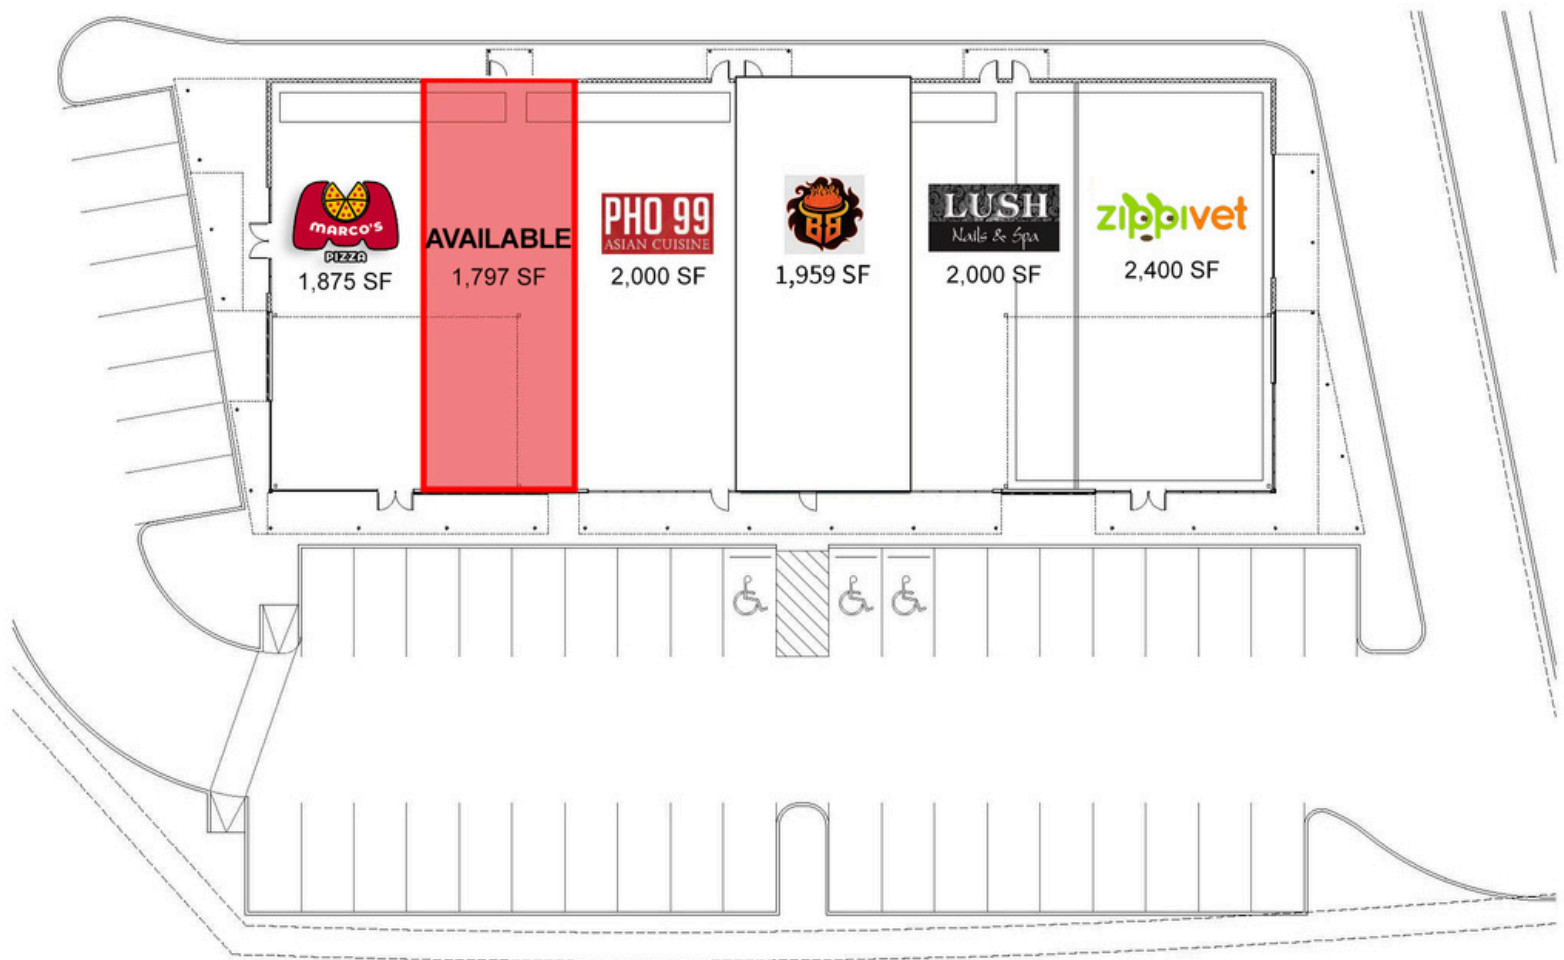 MARCO'S
PIZZA
1,875 SF
AVAILABLE
1,797 SF
PHO 99
ASIAN CUISINE
2,000 SF
BB
1,959 SF
LUSH
Nails & Spa
2,000 SF
zippivet
2,400 SF